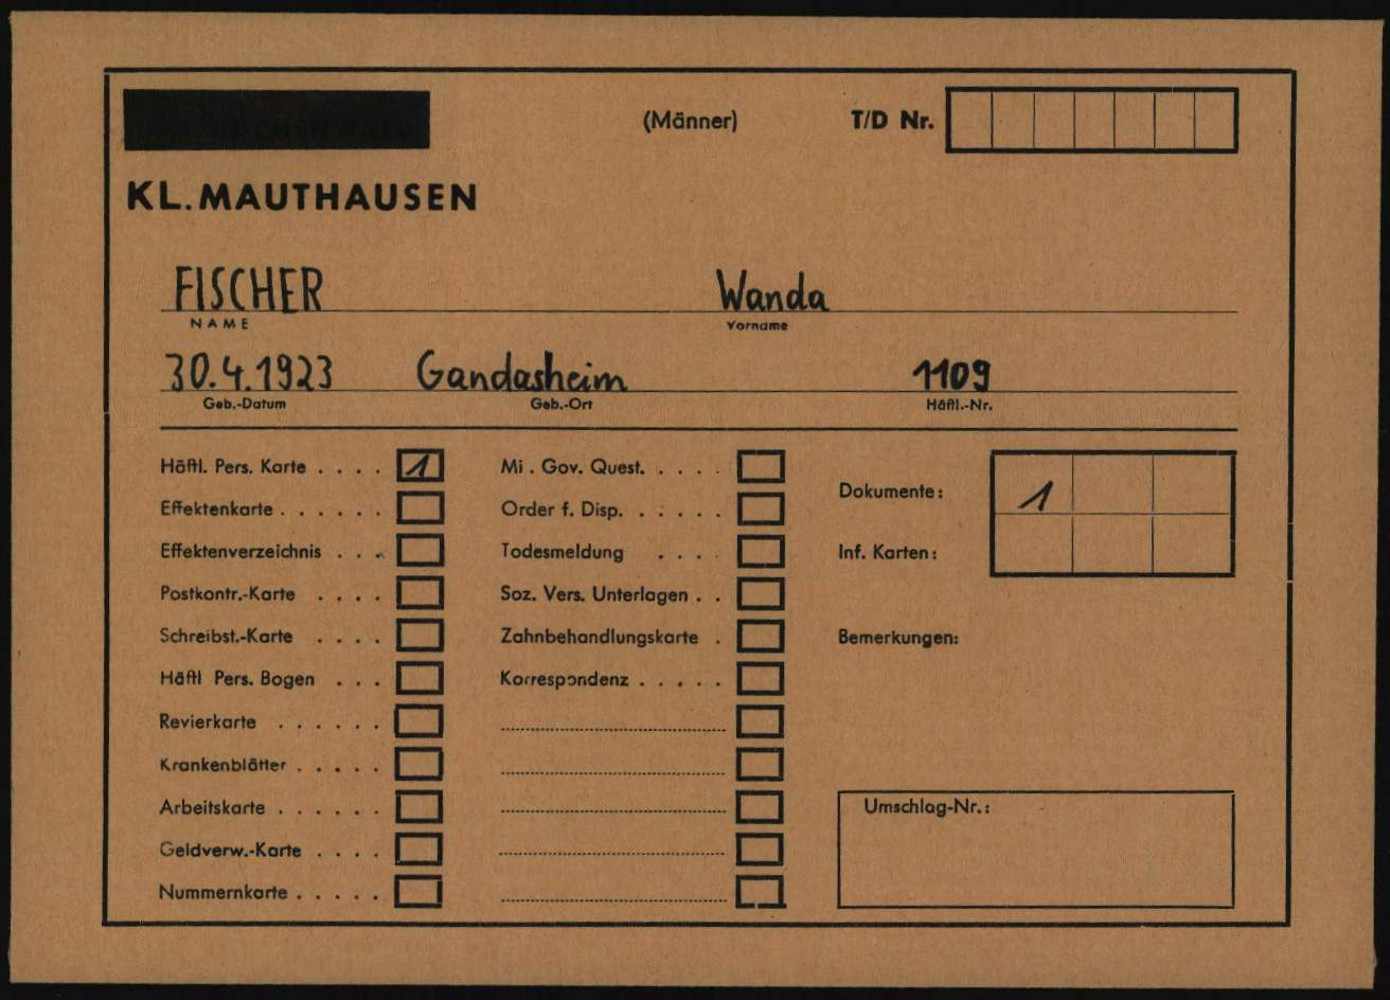 (Männer) T/D Nr.
KL. MAUTHAUSEN
FISCHER Wanda
NAME Vorname
30.4.1923 Gandasheim 1109
Geb.-Datum Geb.-Ort Häftl.-Nr.
Häftl. Pers. Karte . . . . 1 Mi . Gov. Quest. . . . .
Dokumente: 1
Effektenkarte . . . . . . Order f. Disp. . . . . .
Effektenverzeichnis . . . Todesmeldung . . . . Inf. Karten:
Postkontr.-Karte . . . . Soz. Vers. Unterlagen . .
Schreibst.-Karte . . . . Zahnbehandlungskarte . Bemerkungen:
Häftl Pers. Bogen . . . Korrespondenz . . . . .
Revierkarte . . . . . .
Krankenblätter . . . . .
Arbeitskarte . . . . . . Umschlag-Nr.:
Geldverw.-Karte . . . .
Nummernkarte . . . . .